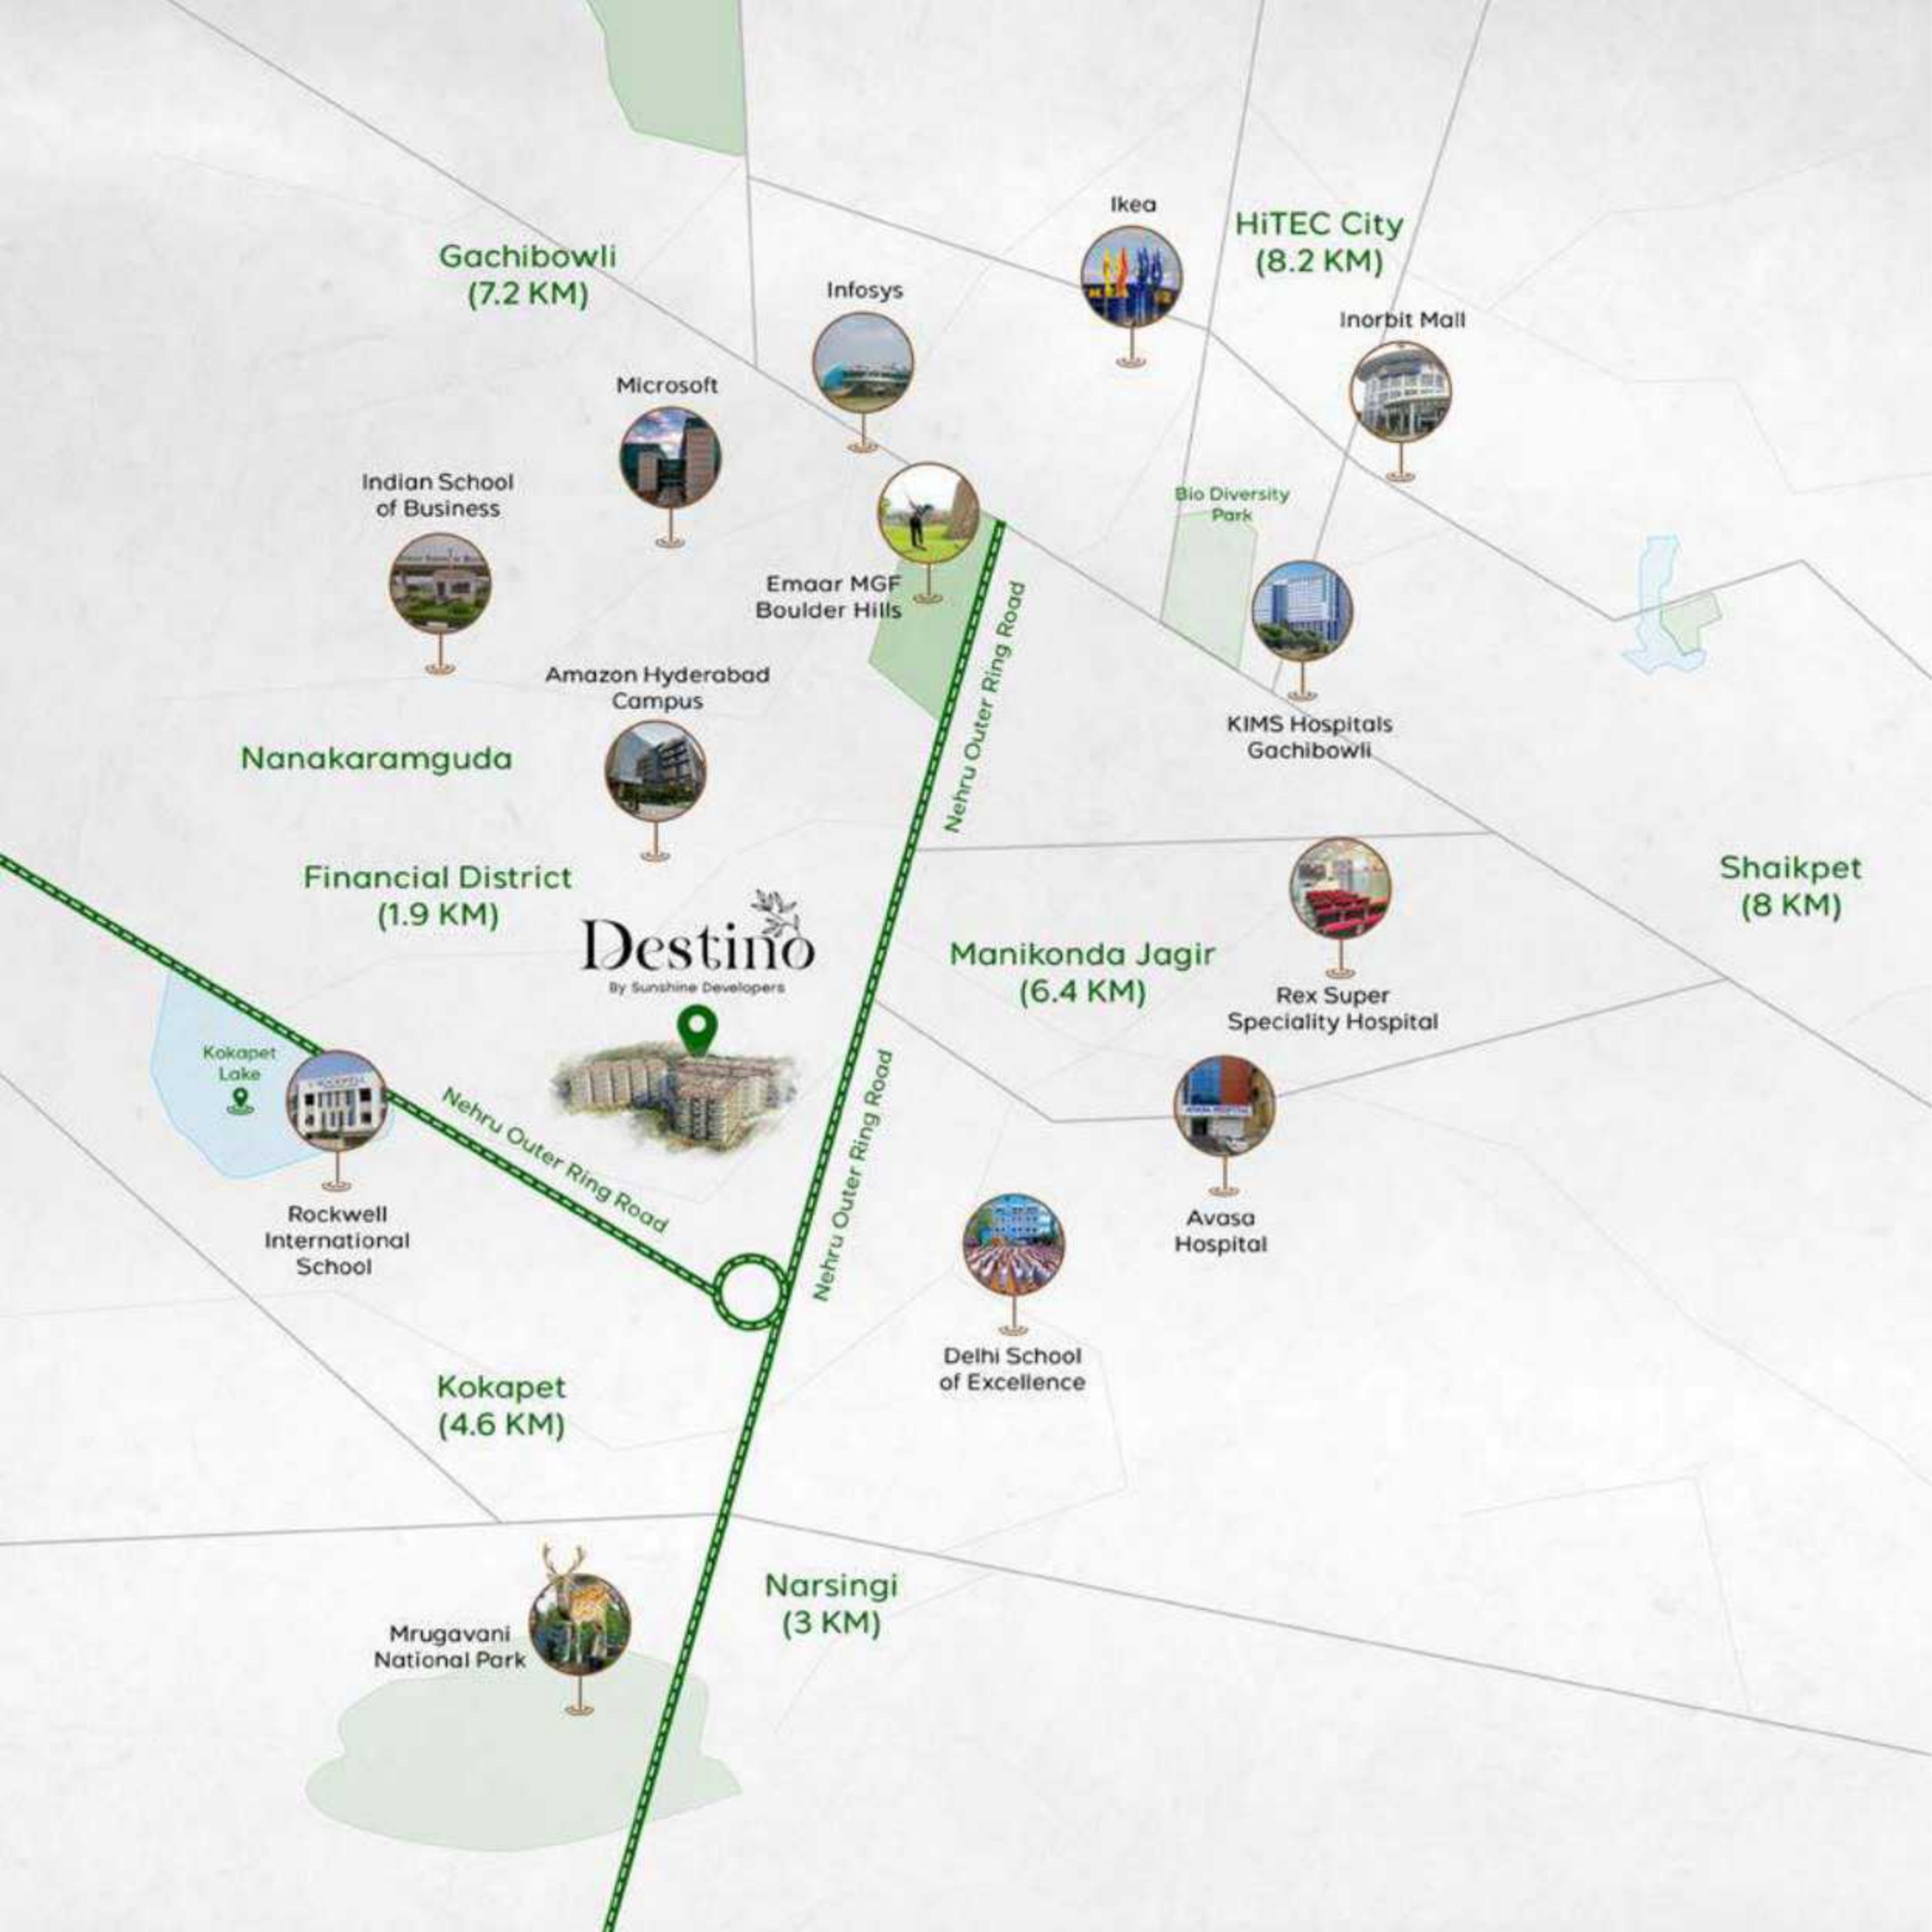 Ikea
HiTEC City
(8.2 KM)
Gachibowli
(7.2 KM)
Infosys
Inorbit Mall
Microsoft
Indian School
of Business
Bio Diversity
Park
Emaar MGF
Boulder Hills
Nehru Outer Ring Road
Amazon Hyderabad
Campus
KIMS Hospitals
Gachibowli
Nanakaramguda
Financial District
(1.9 KM)
Shaikpet
(8 KM)
Destino
By Sunshine Developers
Manikonda Jagir
(6.4 KM)
Rex Super
Speciality Hospital
Kokapet
Lake
Nehru Outer Ring Road
Nehru Outer Ring Road
Rockwell
International
School
Avasa
Hospital
Delhi School
of Excellence
Kokapet
(4.6 KM)
Narsingi
(3 KM)
Mrugavani
National Park